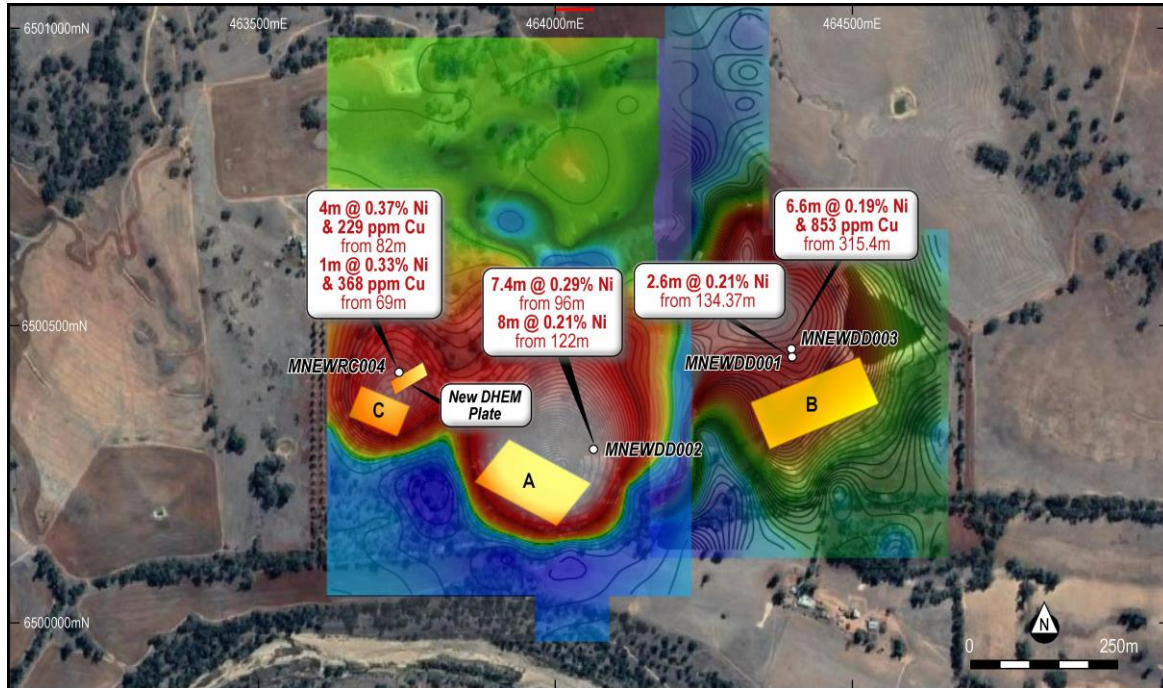 463500mE
464000mE
464500mE
6501000mN
6500500mN
6500000mN
4m @ 0.37% Ni
& 229 ppm Cu
from 82m
1m @ 0.33% Ni
& 368 ppm Cu
from 69m
7.4m @ 0.29% Ni
from 96m
8m @ 0.21% Ni
from 122m
2.6m @ 0.21% Ni
from 134.37m
6.6m @ 0.19% Ni
& 853 ppm Cu
from 315.4m
MNEWRC004
New DHEM
Plate
MNEWDD003
MNEWDD001
MNEWDD002
C
A
B
N
0
250m